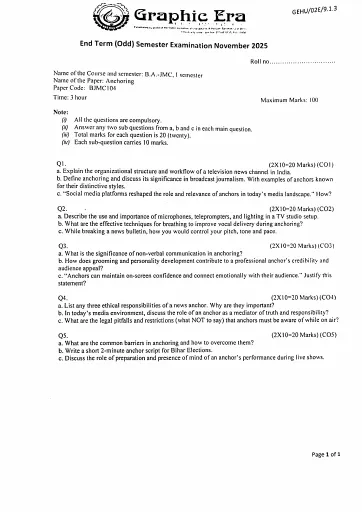 GEHU/02E/9.1.3
Graphic Era
End Term (Odd) Semester Examination November 2025
Roll no..............................
Name of the Course and semester: B.A.-JMC, I semester
Name of the Paper: Anchoring
Paper Code: BJMC104
Time: 3 hour
Maximum Marks: 100
Note:
(i) All the questions are compulsory.
(ii) Answer any two sub questions from a, b and c in each main question.
(iii) Total marks for each question is 20 (twenty).
(iv) Each sub-question carries 10 marks.
Q1. (2X10=20 Marks) (CO1)
a. Explain the organizational structure and workflow of a television news channel in India.
b. Define anchoring and discuss its significance in broadcast journalism. With examples of anchors known
for their distinctive styles.
c. "Social media platforms reshaped the role and relevance of anchors in today's media landscape." How?
Q2. (2X10=20 Marks) (CO2)
a. Describe the use and importance of microphones, teleprompters, and lighting in a TV studio setup.
b. What are the effective techniques for breathing to improve vocal delivery during anchoring?
c. While breaking a news bulletin, how would you control your pitch, tone and pace.
Q3. (2X10=20 Marks) (CO3)
a. What is the significance of non-verbal communication in anchoring?
b. How does grooming and personality development contribute to a professional anchor's credibility and
audience appeal?
c. "Anchors can maintain on-screen confidence and connect emotionally with their audience." Justify this
statement?
Q4. (2X10=20 Marks) (CO4)
a. List any three ethical responsibilities of a news anchor. Why are they important?
b. In today's media environment, discuss the role of an anchor as a mediator of truth and responsibility?
c. What are the legal pitfalls and restrictions (what NOT to say) that anchors must be aware of while on air?
Q5. (2X10=20 Marks) (CO5)
a. What are the common barriers in anchoring and how to overcome them?
b. Write a short 2-minute anchor script for Bihar Elections.
c. Discuss the role of preparation and presence of mind of an anchor's performance during live shows.
Page 1 of 1